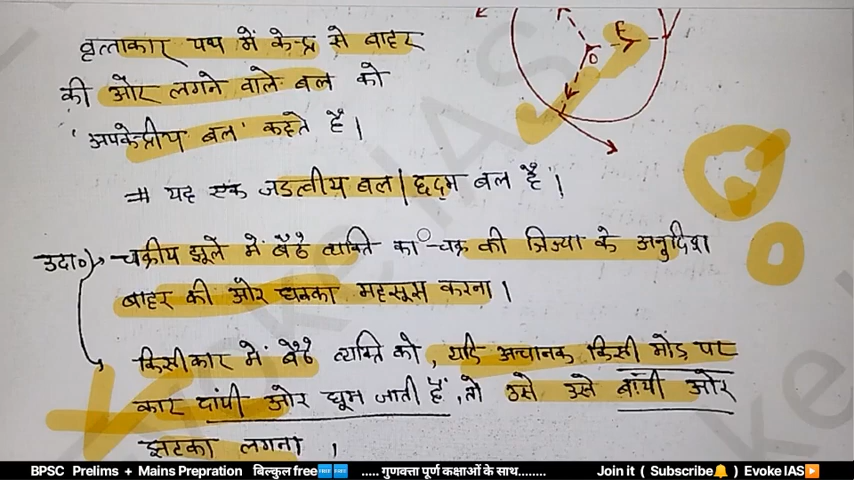 वृत्ताकार पथ में केन्द्र से बाहर
की ओर लगने वाले बल को
'अपकेन्द्रीय बल' कहते हैं।
⇒ यह एक जड़त्वीय बल | छद्म बल है।
उदा०)→ चक्रीय झूले में बैठे व्यक्ति का चक्र की त्रिज्या के अनुदिश
बाहर की ओर धक्का महसूस करना।
किसी कार में बैठे व्यक्ति को, यदि अचानक किसी मोड़ पर
कार दांयी ओर घूम जाती है, तो उसे उसे बांयी ओर
झटका लगना।
F
O
BPSC Prelims + Mains Prepration बिल्कुल free🆓🆓 ..... गुणवत्ता पूर्ण कक्षाओं के साथ........ Join it ( Subscribe🔔 ) Evoke IAS▶️